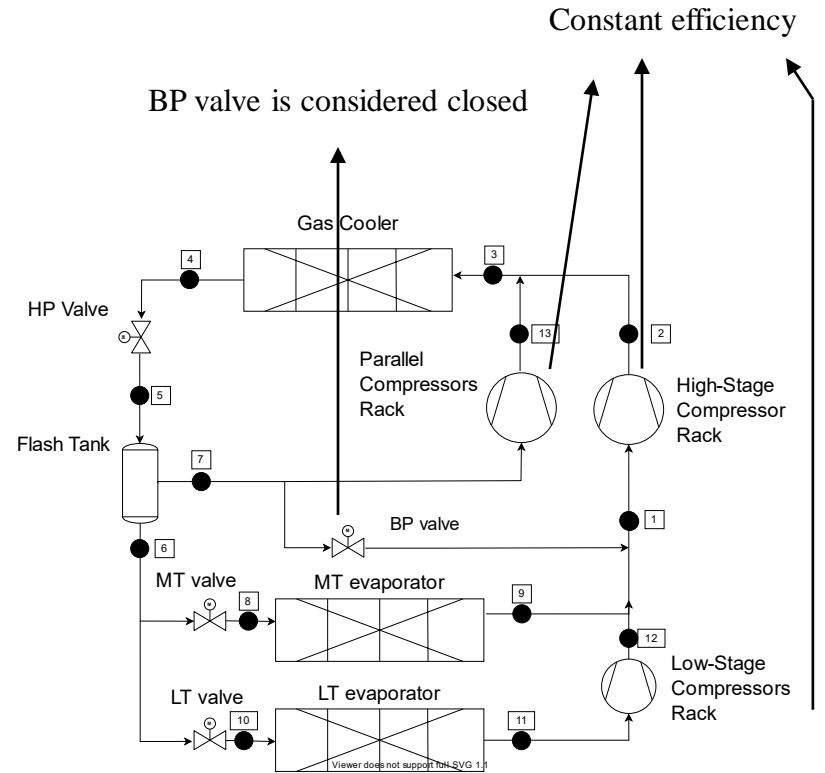 Constant efficiency
BP valve is considered closed
Gas Cooler
4
3
HP Valve
13
2
Parallel
Compressors
Rack
High-Stage
Compressor
Rack
5
Flash Tank
7
1
BP valve
6
MT valve
MT evaporator
8
9
12
LT valve
LT evaporator
Low-Stage
Compressors
Rack
10
11
Viewer does not support full SVG 1.1